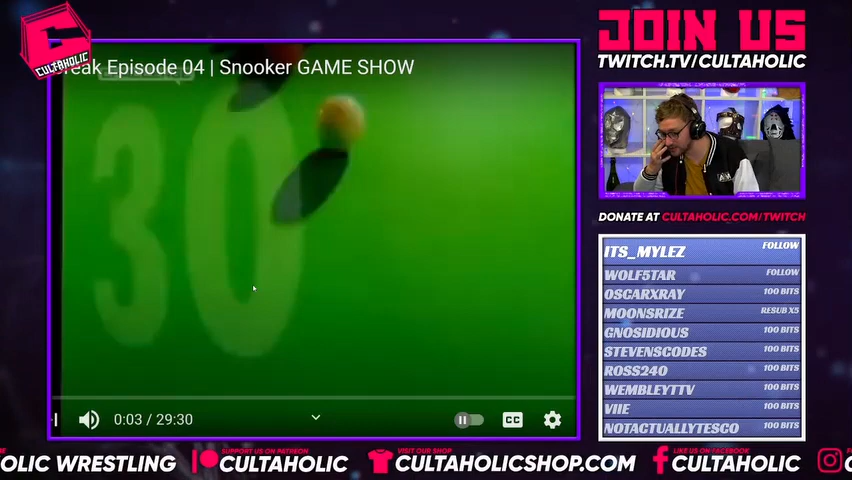 CULTAHOLIC
reak Episode 04 | Snooker GAME SHOW
30
0:03 / 29:30
CC
JOIN US
TWITCH.TV/CULTAHOLIC
DONATE AT CULTAHOLIC.COM/TWITCH
ITS_MYLEZ FOLLOW
WOLF5TAR FOLLOW
OSCARXRAY 100 BITS
MOONSRIZE RESUB X5
GNOSIDIOUS 100 BITS
STEVENSCODES 100 BITS
ROSS240 100 BITS
WEMBLEYTTV 100 BITS
VIIE 100 BITS
NOTACTUALLYTESCO 100 BITS
OLIC WRESTLING SUPPORT US ON PATREON CULTAHOLIC VISIT OUR SHOP CULTAHOLICSHOP.COM LIKE US ON FACEBOOK CULTAHOLIC